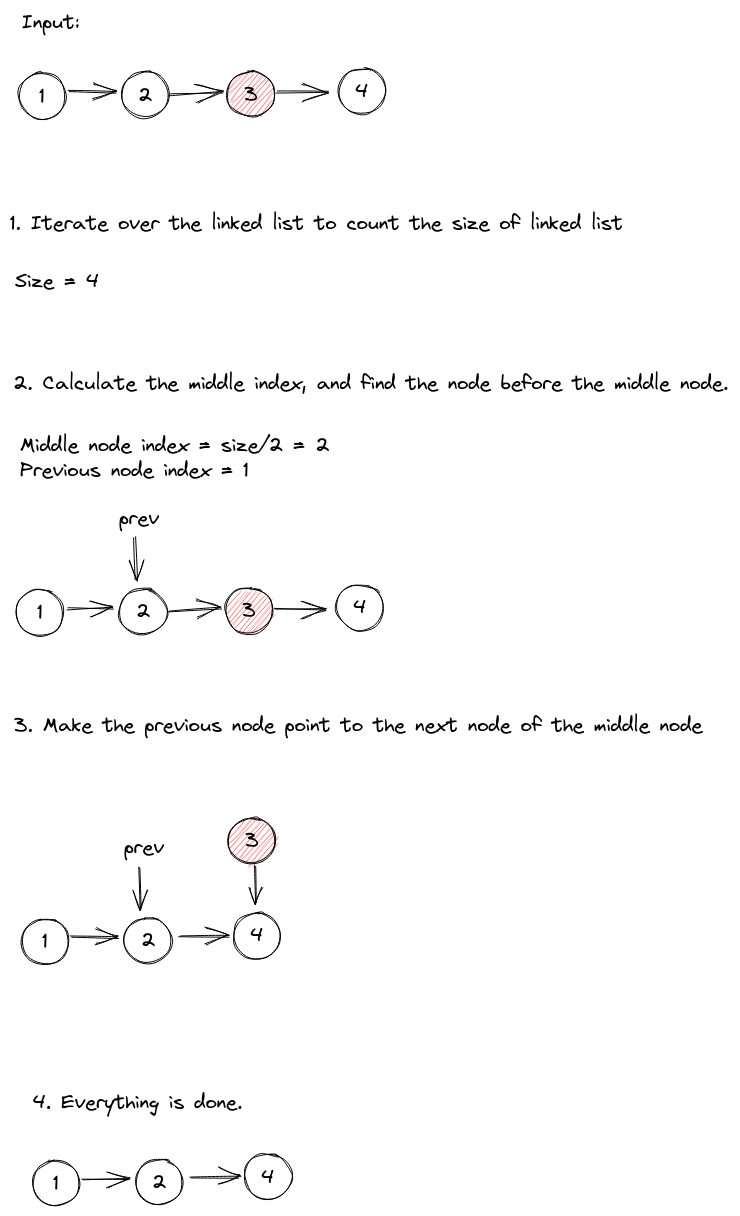 Input:
1 2 3 4
1. Iterate over the linked list to count the size of linked list
Size = 4
2. Calculate the middle index, and find the node before the middle node.
Middle node index = size/2 = 2
Previous node index = 1
prev
1 2 3 4
3. Make the previous node point to the next node of the middle node
3
prev
1 2 4
4. Everything is done.
1 2 4